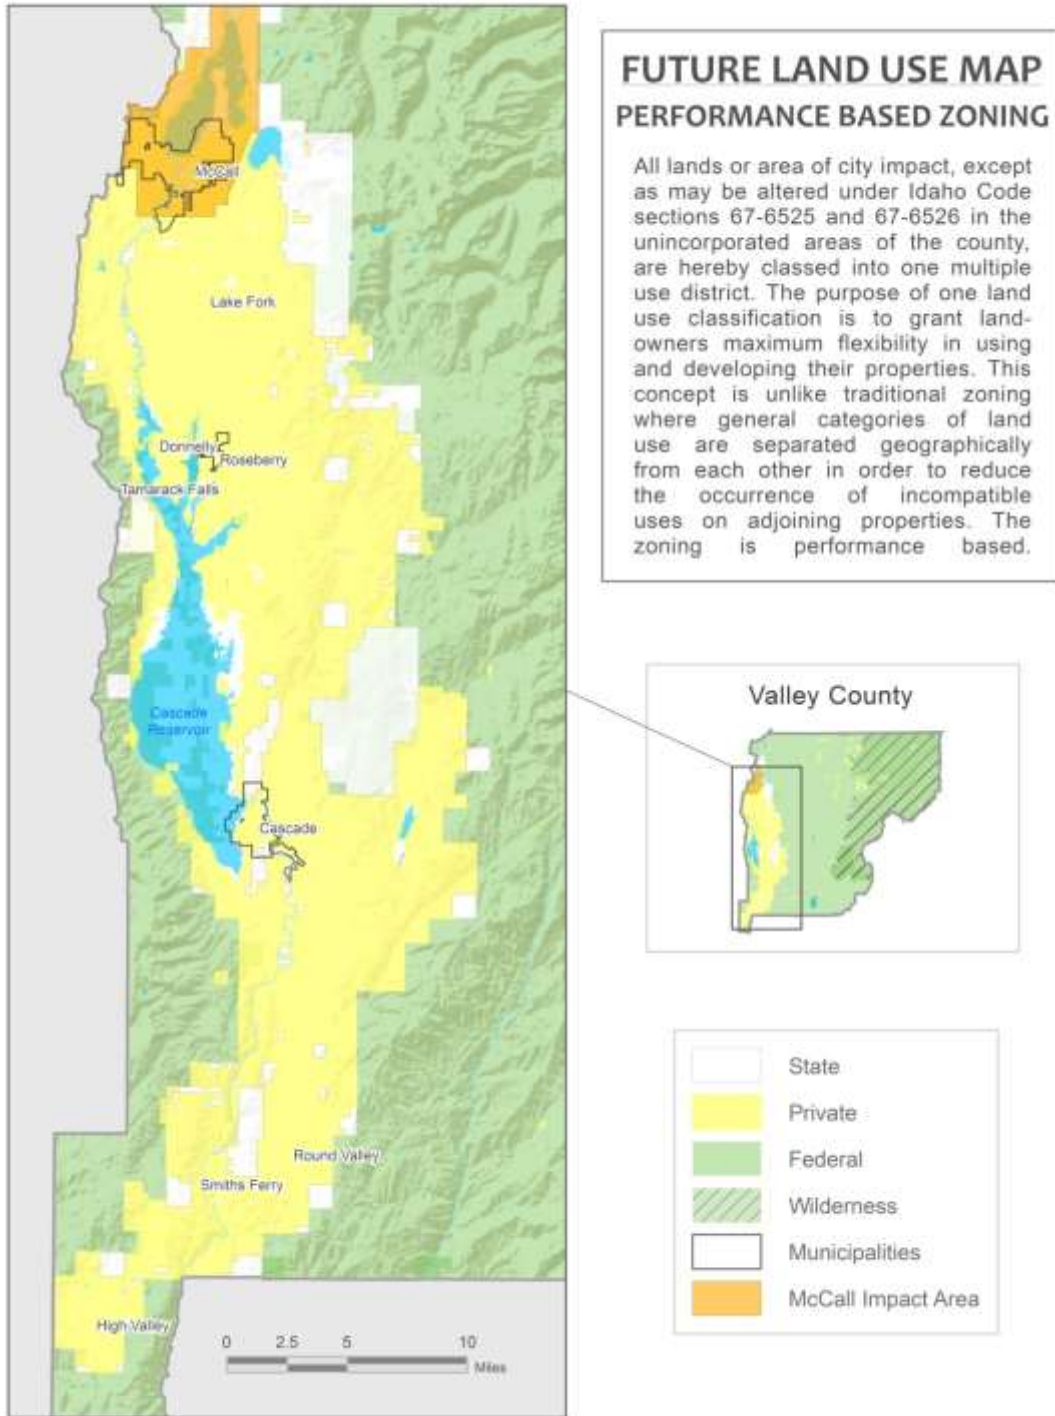 FUTURE LAND USE MAP
PERFORMANCE BASED ZONING
All lands or area of city impact, except
as may be altered under Idaho Code
sections 67-6525 and 67-6526 in the
unincorporated areas of the county,
are hereby classed into one multiple
use district. The purpose of one land
use classification is to grant land-
owners maximum flexibility in using
and developing their properties. This
concept is unlike traditional zoning
where general categories of land
use are separated geographically
from each other in order to reduce
the occurrence of incompatible
uses on adjoining properties. The
zoning is performance based.
McCall
Lake Fork
Donnelly
Roseberry
Tamarack Falls
Cascade
Reservoir
Cascade
Round Valley
Smiths Ferry
High Valley
0 2.5 5 10
Miles
Valley County
State
Private
Federal
Wilderness
Municipalities
McCall Impact Area